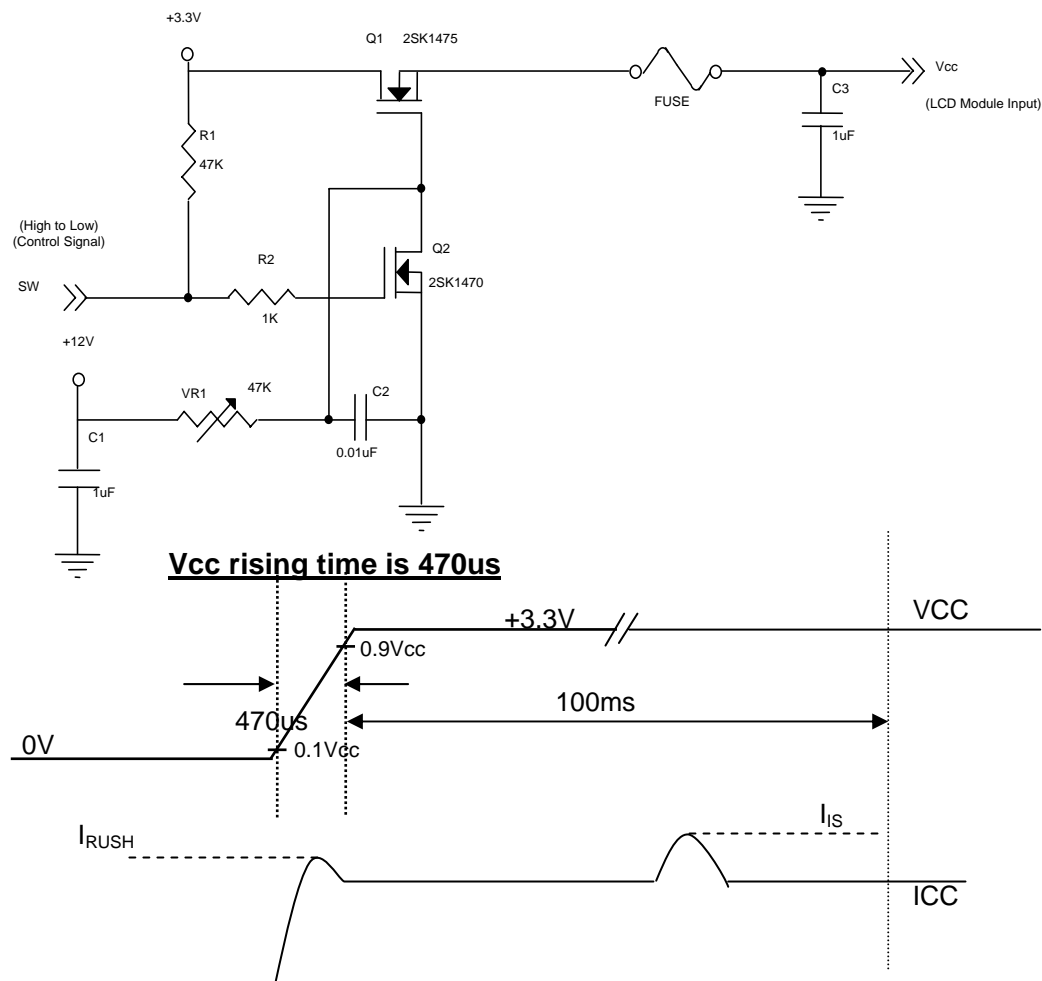 +3.3V
Q1 2SK1475
Vcc
FUSE
C3
(LCD Module Input)
R1
1uF
47K
(High to Low)
(Control Signal)
Q2
R2
SW
2SK1470
1K
+12V
VR1
47K
C2
C1
0.01uF
1uF
Vcc rising time is 470us
+3.3V
VCC
0.9Vcc
100ms
470us
0V
0.1Vcc
IIS
IRUSH
ICC